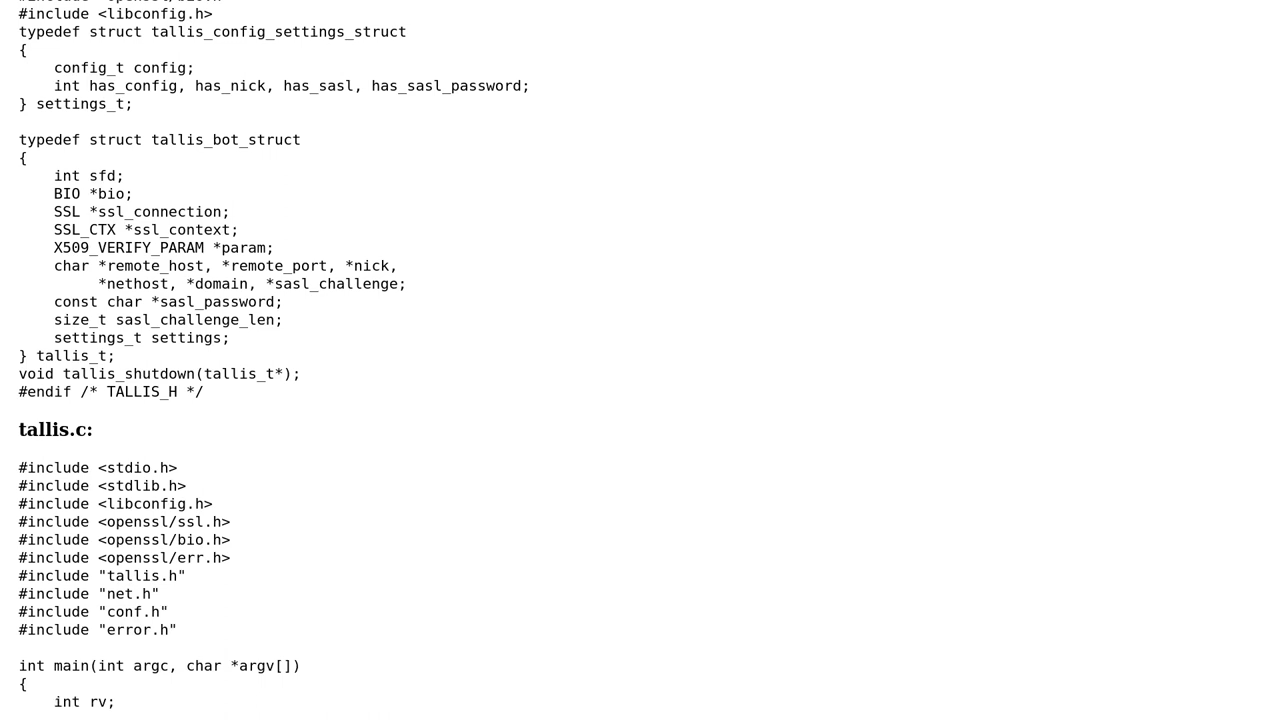 #include <libconfig.h>
typedef struct tallis_config_settings_struct
{
    config_t config;
    int has_config, has_nick, has_sasl, has_sasl_password;
} settings_t;

typedef struct tallis_bot_struct
{
    int sfd;
    BIO *bio;
    SSL *ssl_connection;
    SSL_CTX *ssl_context;
    X509_VERIFY_PARAM *param;
    char *remote_host, *remote_port, *nick,
         *nethost, *domain, *sasl_challenge;
    const char *sasl_password;
    size_t sasl_challenge_len;
    settings_t settings;
} tallis_t;
void tallis_shutdown(tallis_t*);
#endif /* TALLIS_H */
tallis.c:
#include <stdio.h>
#include <stdlib.h>
#include <libconfig.h>
#include <openssl/ssl.h>
#include <openssl/bio.h>
#include <openssl/err.h>
#include "tallis.h"
#include "net.h"
#include "conf.h"
#include "error.h"

int main(int argc, char *argv[])
{
    int rv;